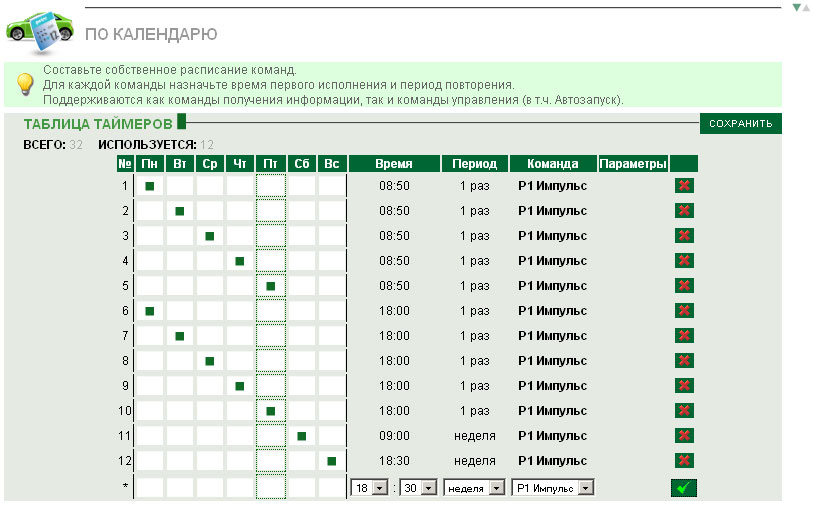 ПО КАЛЕНДАРЮ
Составьте собственное расписание команд.
Для каждой команды назначьте время первого исполнения и период повторения.
Поддерживаются как команды получения информации, так и команды управления (в т.ч. Автозапуск).
ТАБЛИЦА ТАЙМЕРОВ СОХРАНИТЬ
ВСЕГО: 32 ИСПОЛЬЗУЕТСЯ: 12
№ Пн Вт Ср Чт Пт Сб Вс Время Период Команда Параметры
1 08:50 1 раз P1 Импульс
2 08:50 1 раз P1 Импульс
3 08:50 1 раз P1 Импульс
4 08:50 1 раз P1 Импульс
5 08:50 1 раз P1 Импульс
6 18:00 1 раз P1 Импульс
7 18:00 1 раз P1 Импульс
8 18:00 1 раз P1 Импульс
9 18:00 1 раз P1 Импульс
10 18:00 1 раз P1 Импульс
11 09:00 неделя P1 Импульс
12 18:30 неделя P1 Импульс
* 18 : 30 неделя P1 Импульс